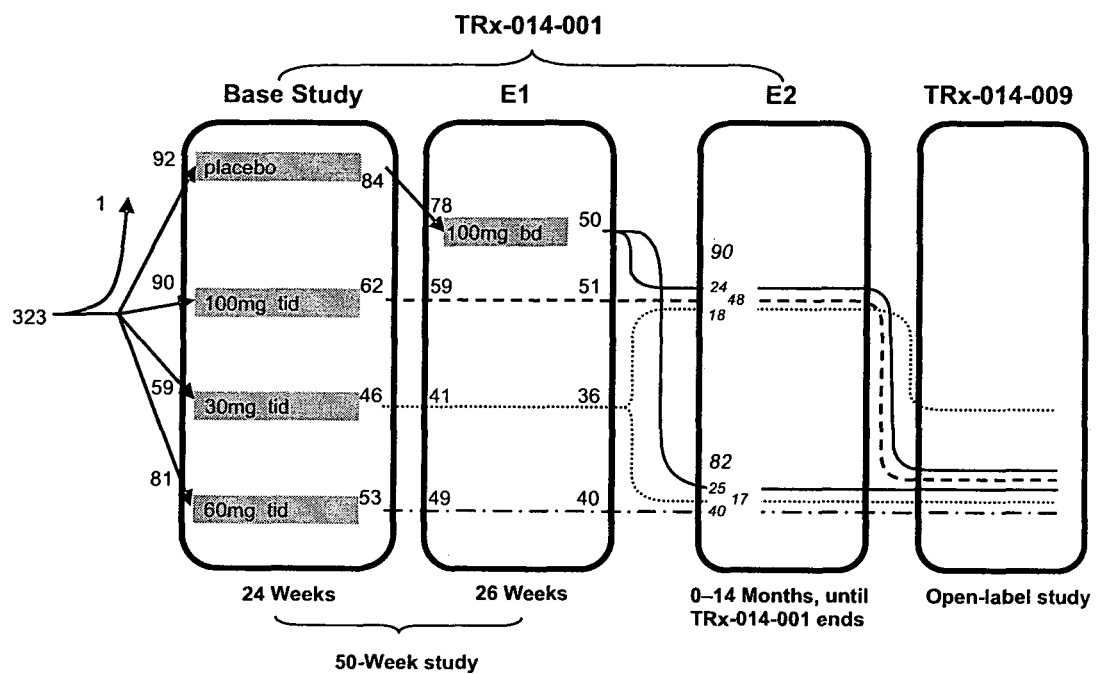 TRx-014-001
Base Study E1 E2 TRx-014-009
92 placebo 84
1
78
100mg bd 50
90
90 100mg tid 62 59 51 24
48
18
323
59 30mg tid 46 41 36
81 82
60mg tid 53 49 40 25
17
40
24 Weeks 26 Weeks 0–14 Months, until Open-label study
TRx-014-001 ends
50-Week study